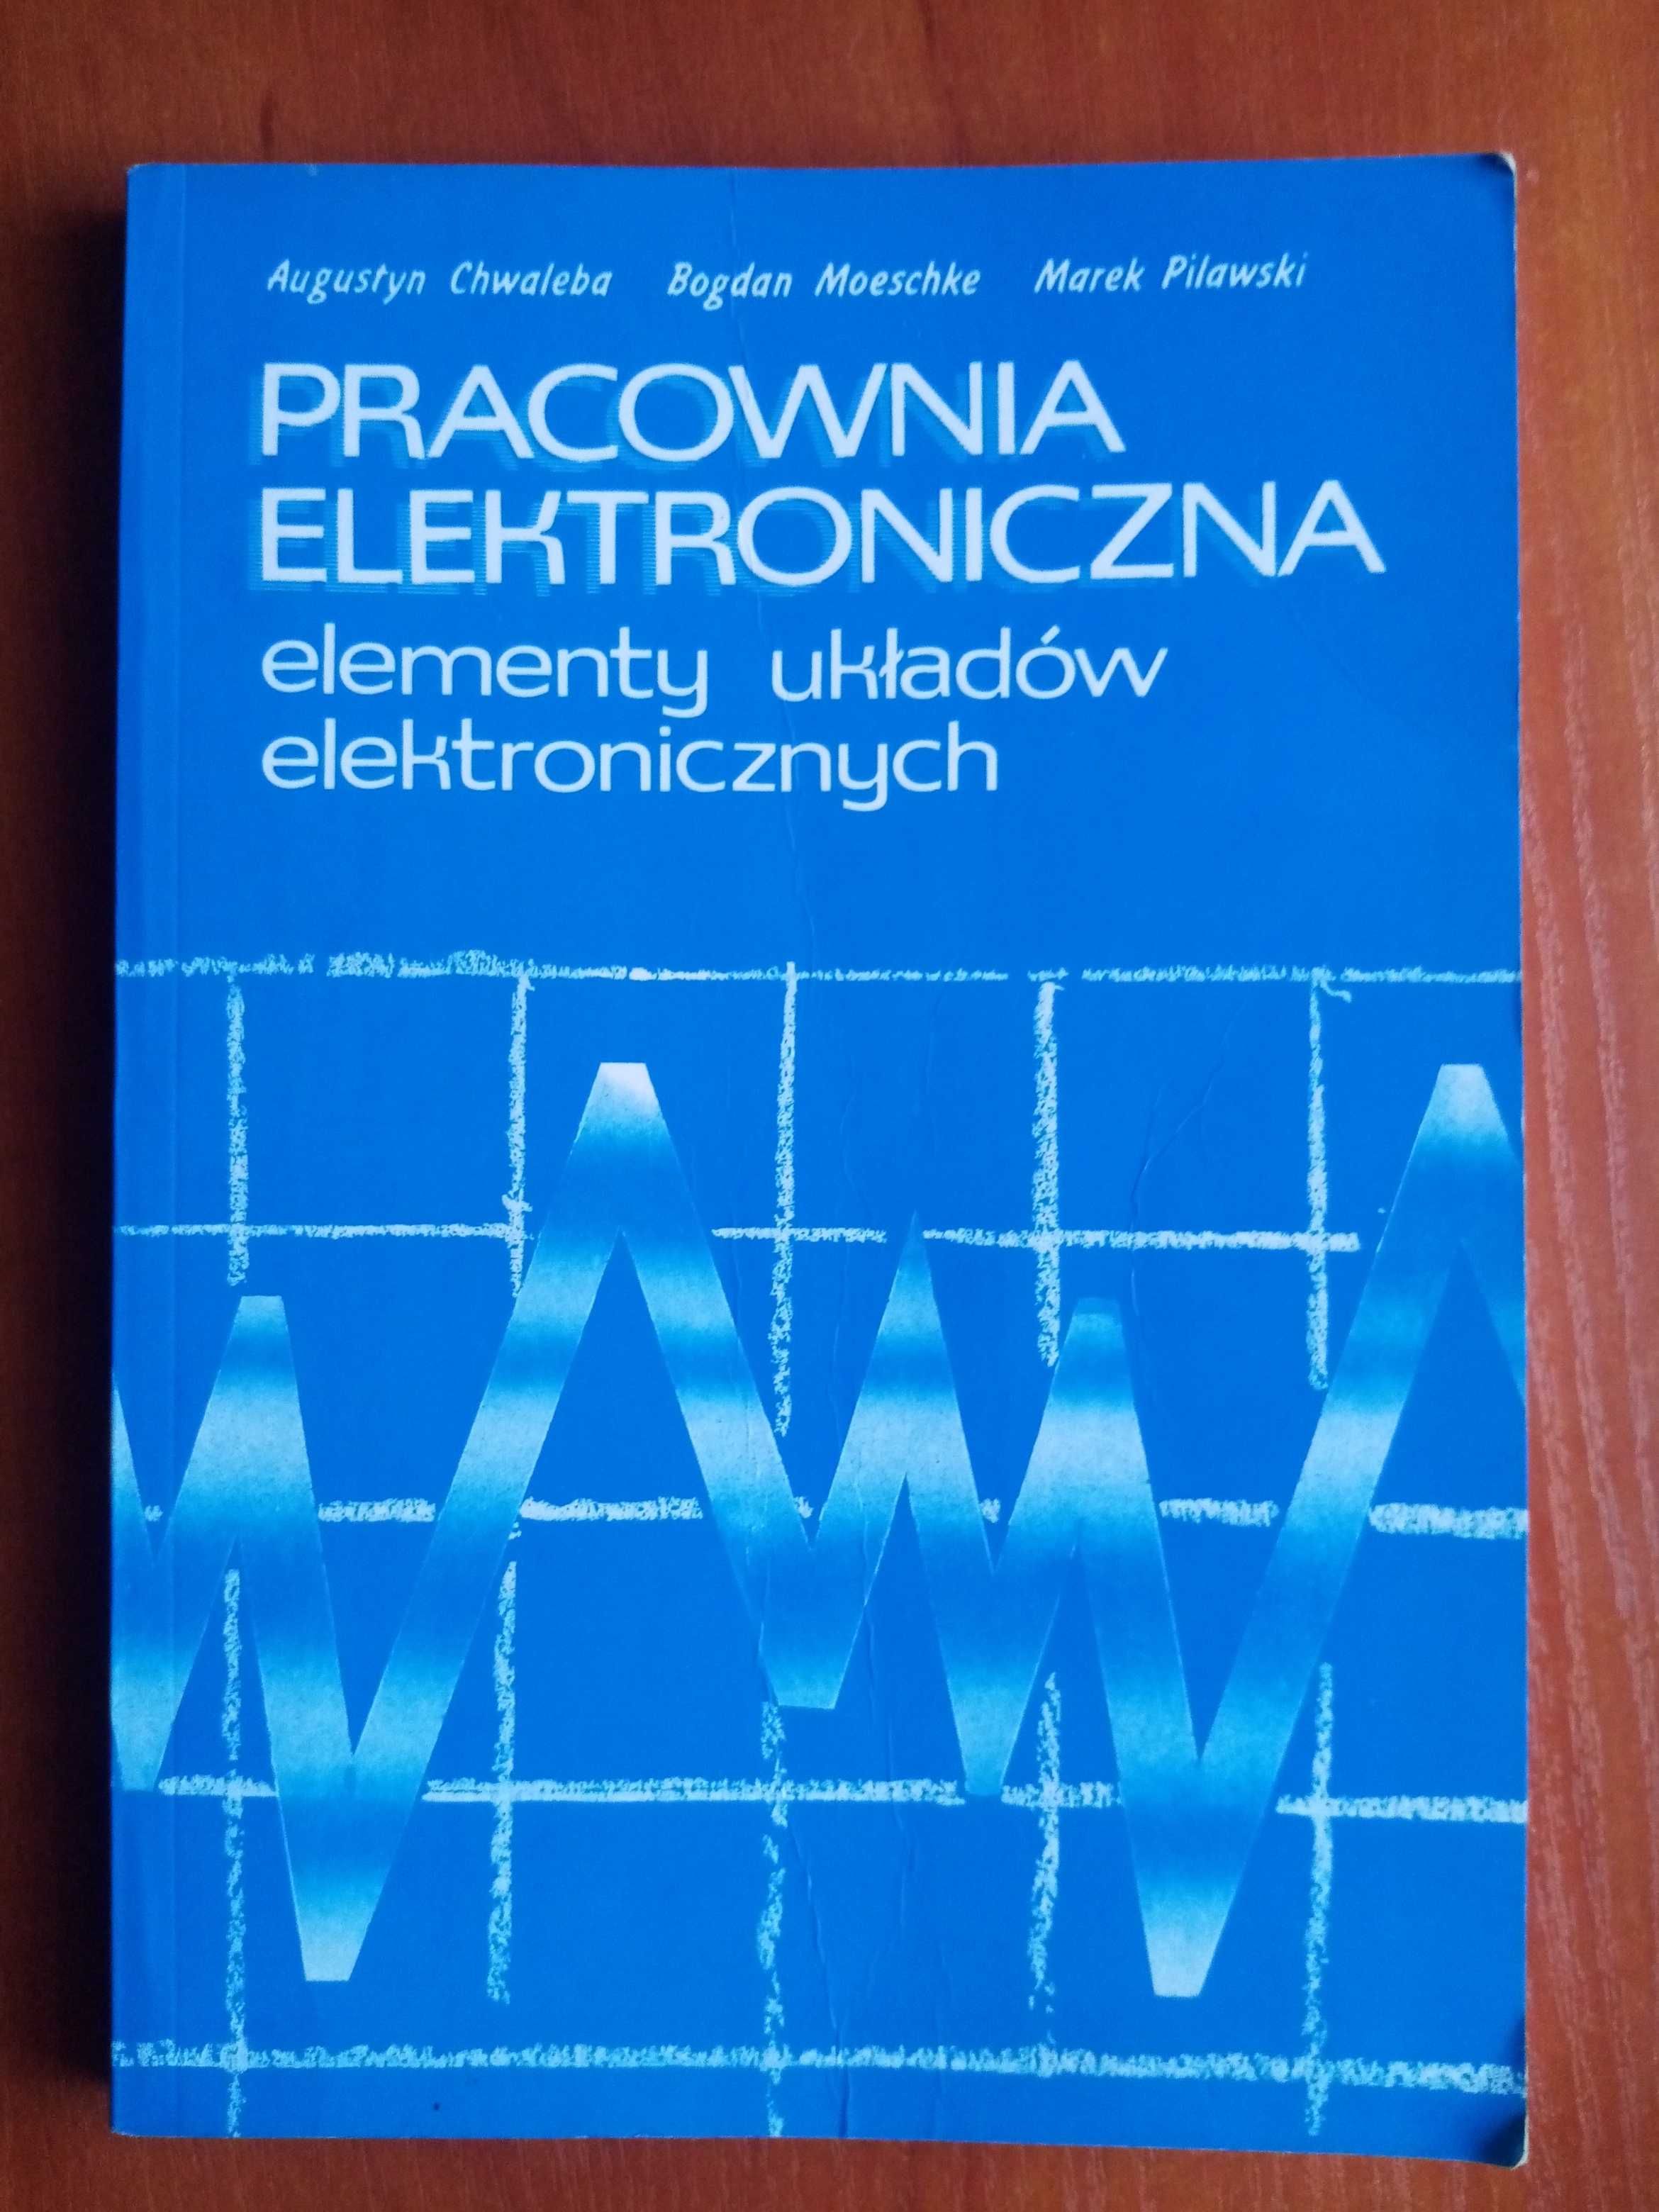 Augustyn Chwaleba Bogdan Moeschke Marek Pilawski
PRACOWNIA
ELEKTRONICZNA
elementy układów
elektronicznych